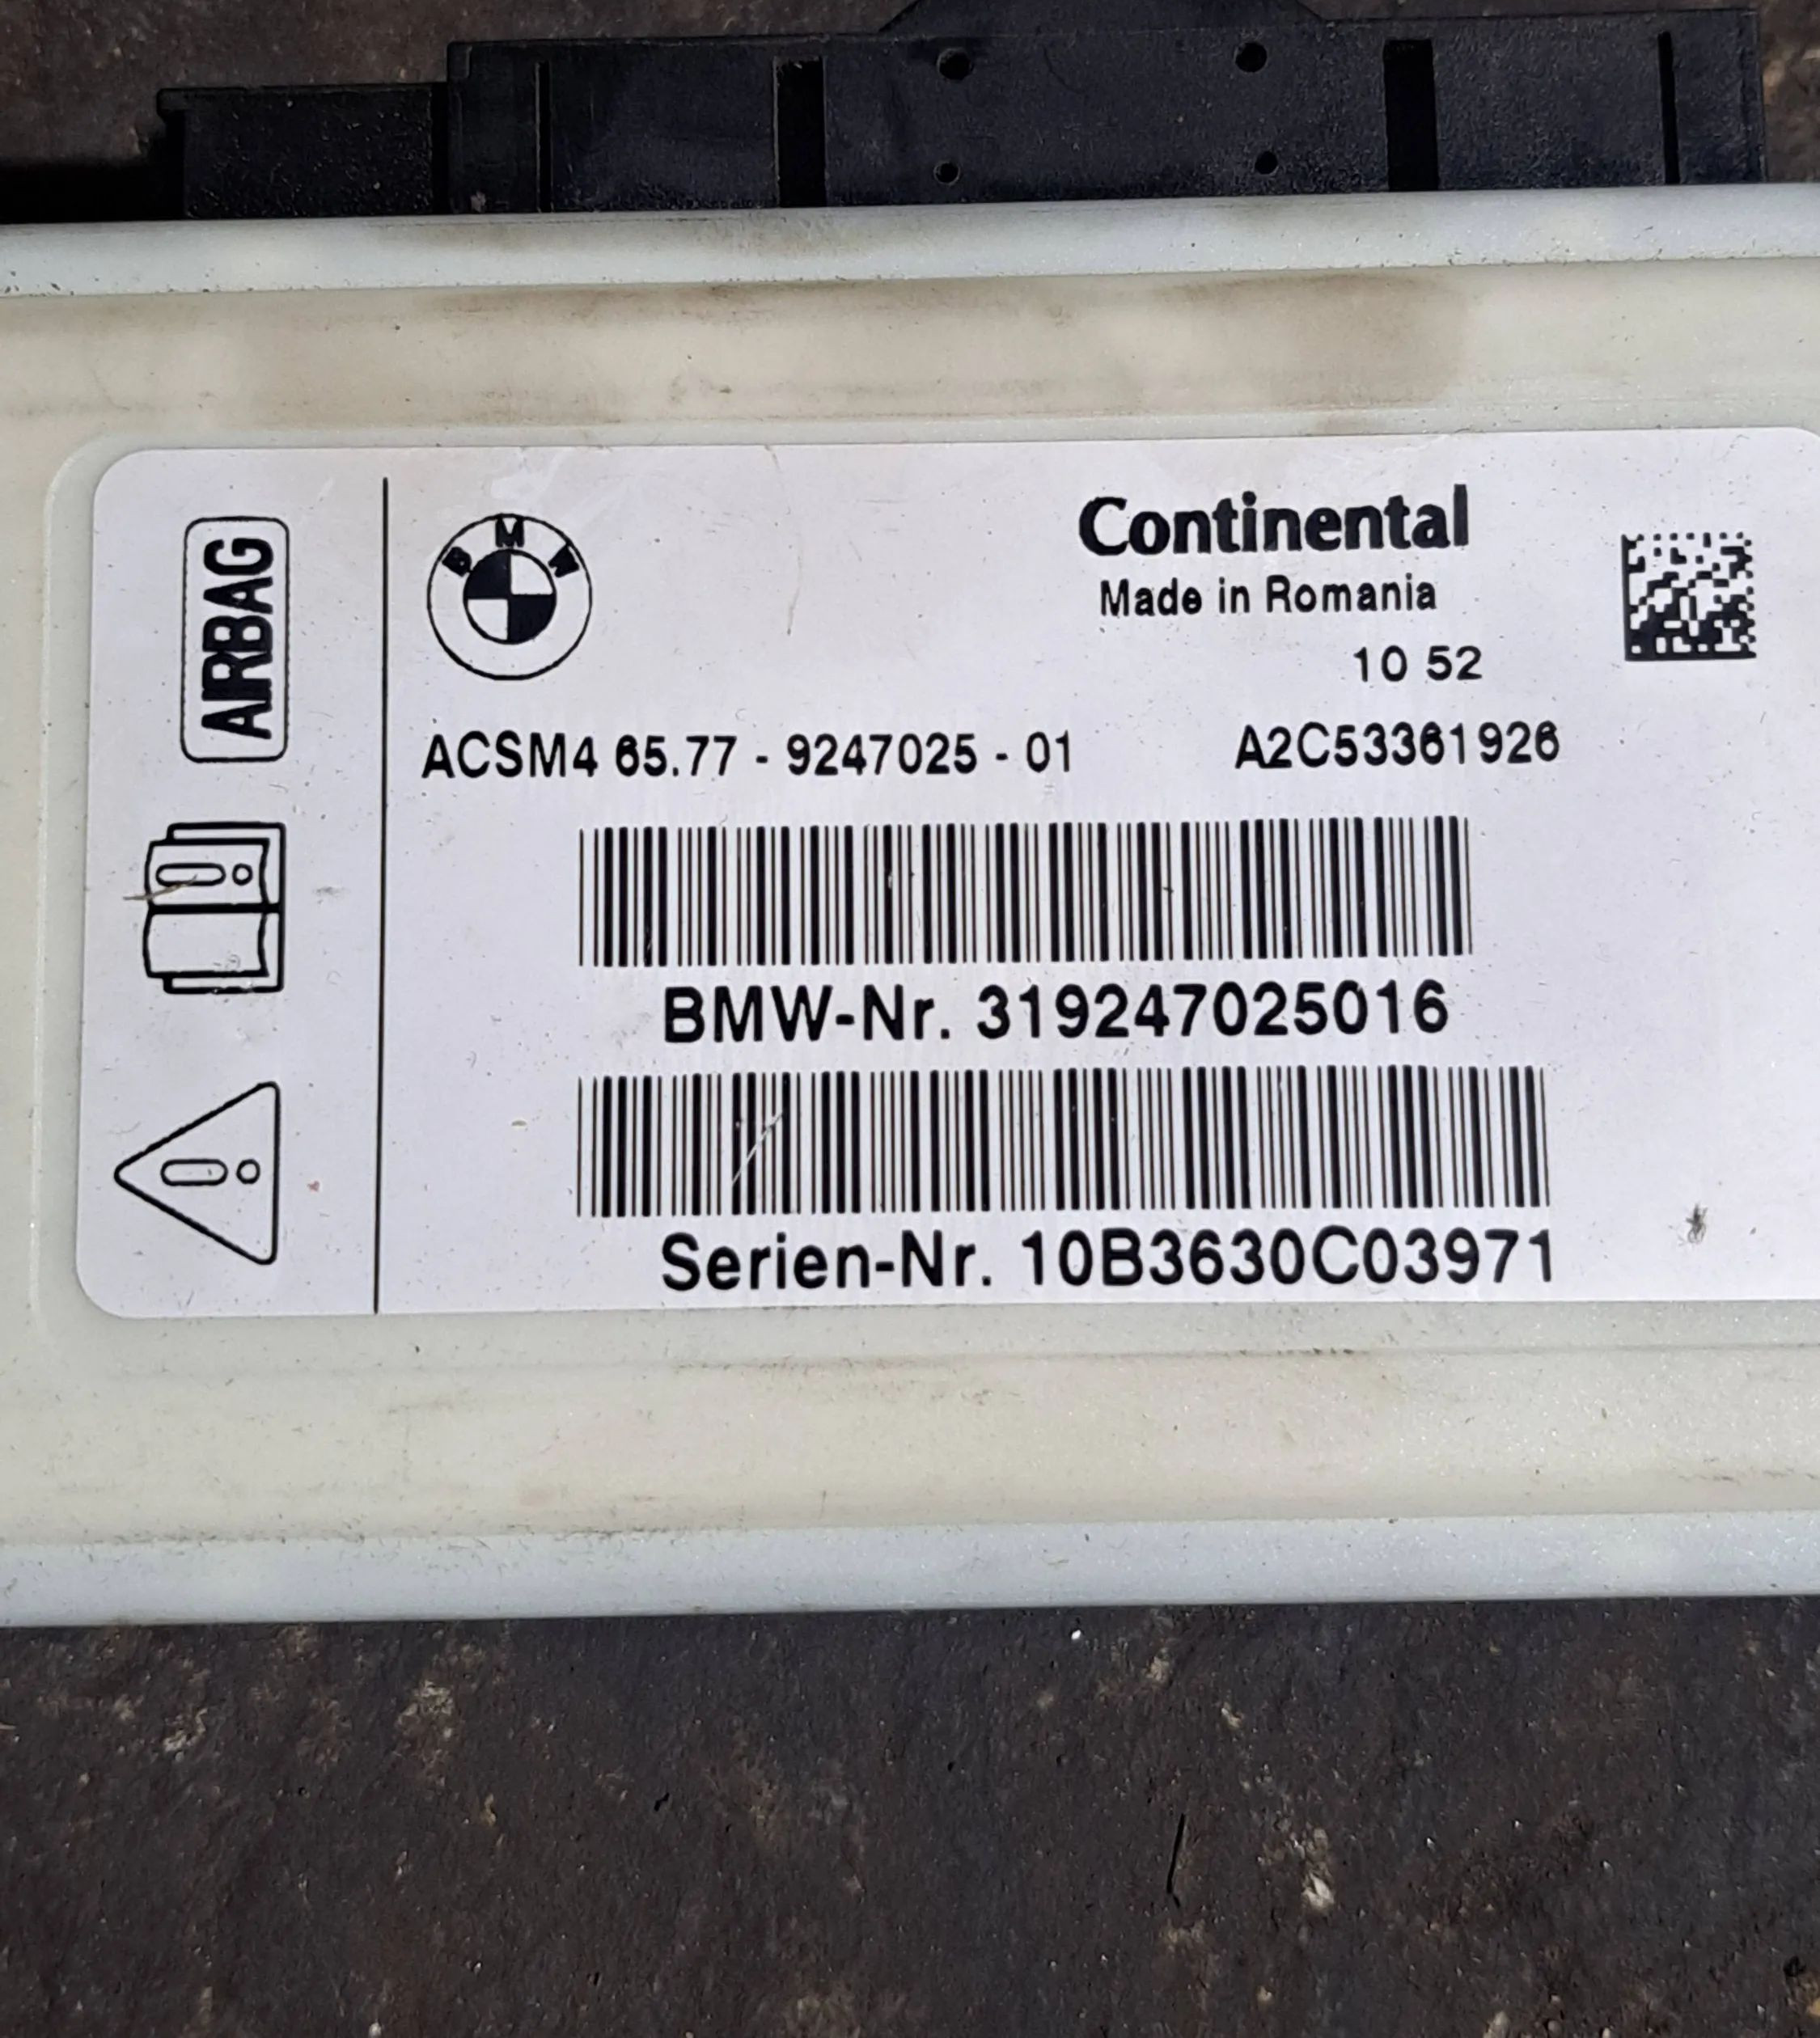 AIRBAG
BMW
Continental
Made in Romania
10 52
ACSM4 65.77 - 9247025 - 01 A2C53361926
BMW-Nr. 319247025016
Serien-Nr. 10B3630C03971